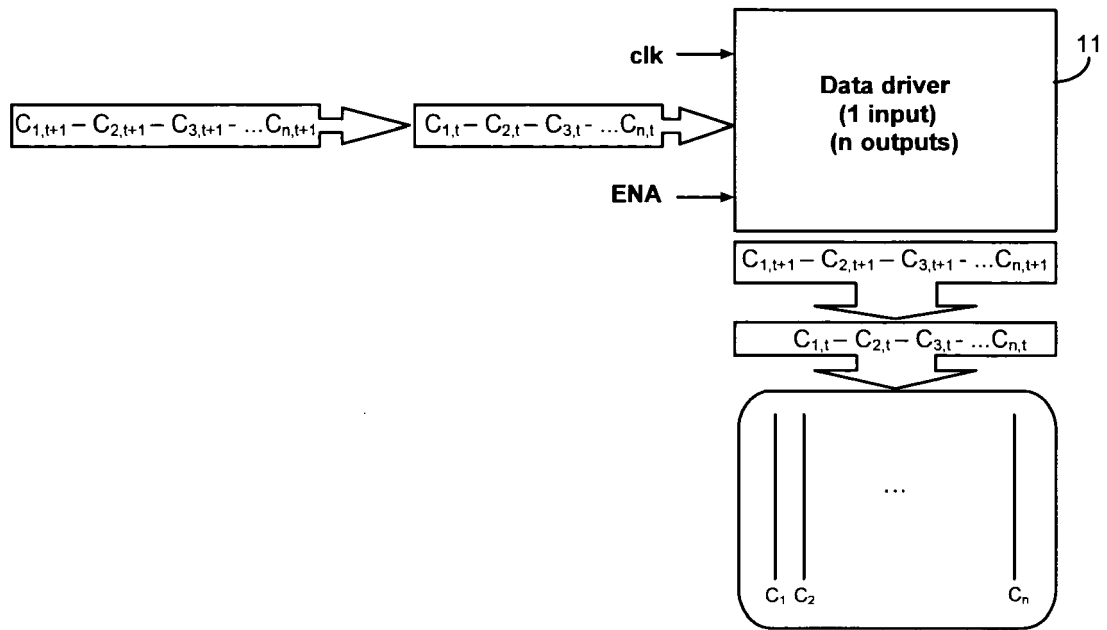 clk
11
Data driver
(1 input)
(n outputs)
C1,t+1 – C2,t+1 – C3,t+1 - ...Cn,t+1
C1,t – C2,t – C3,t - ...Cn,t
ENA
C1,t+1 – C2,t+1 – C3,t+1 - ...Cn,t+1
C1,t – C2,t – C3,t - ...Cn,t
...
C1 C2 Cn